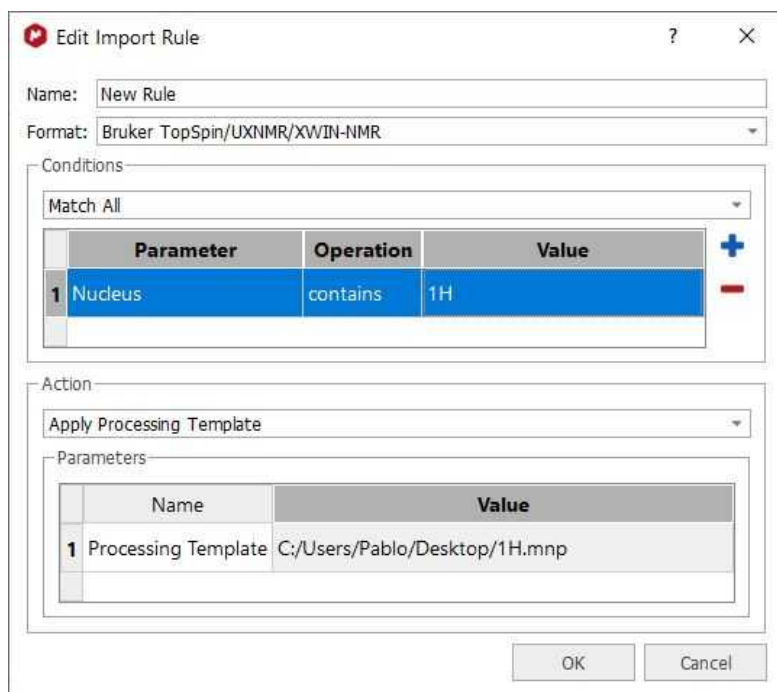 Edit Import Rule ? ×
Name: New Rule
Format: Bruker TopSpin/UXNMR/XWIN-NMR
Conditions
Match All
Parameter Operation Value
1 Nucleus contains 1H
Action
Apply Processing Template
Parameters
Name Value
1 Processing Template C:/Users/Pablo/Desktop/1H.mnp
OK Cancel